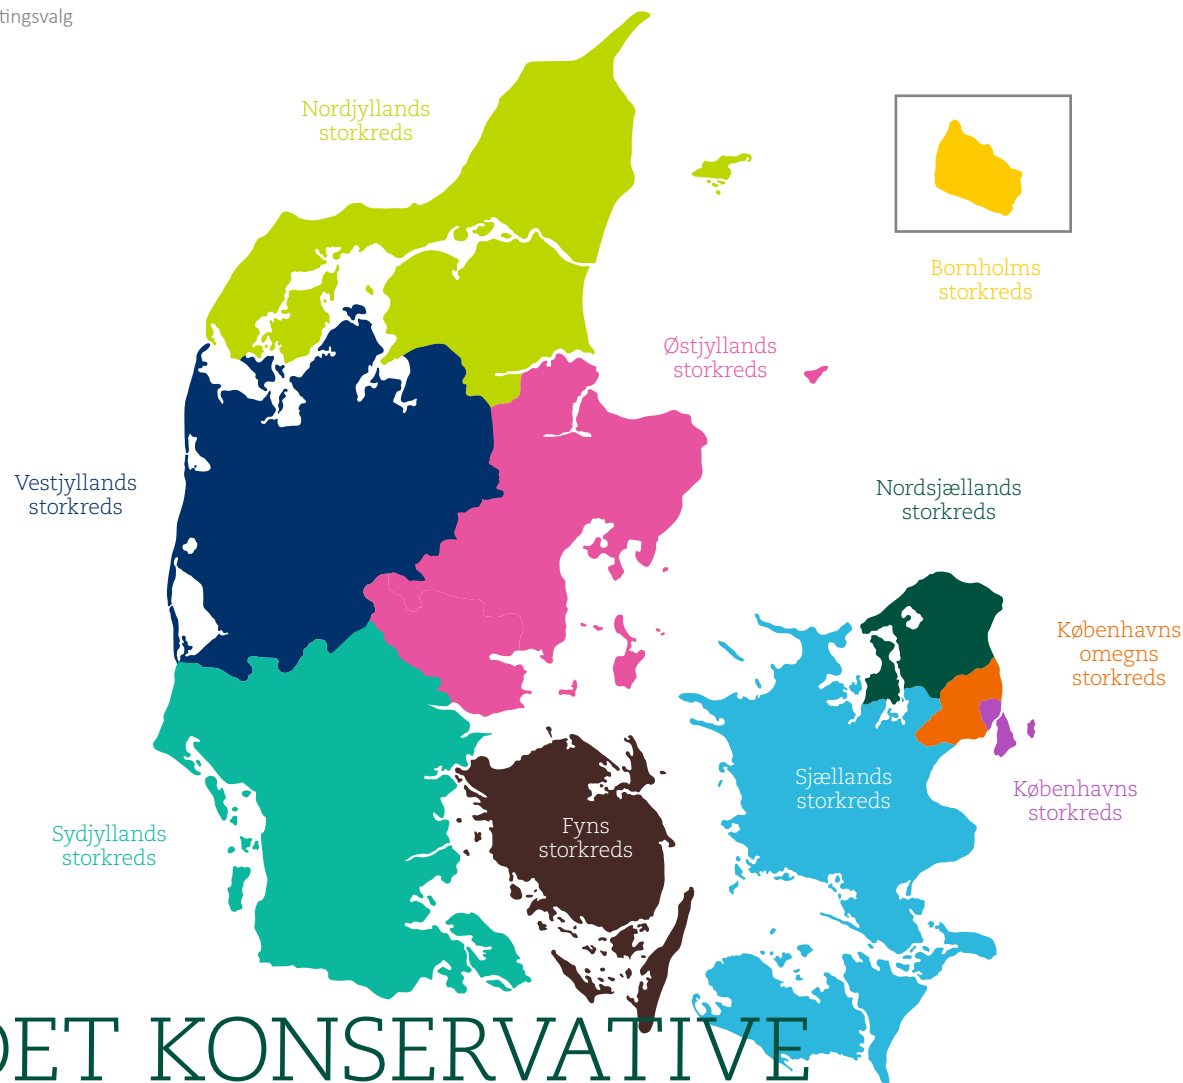 tingsvalg
Nordjyllands
storkreds
Bornholms
storkreds
Østjyllands
storkreds
Vestjyllands
storkreds
Nordsjællands
storkreds
Københavns
omegns
storkreds
Sjællands
storkreds
Københavns
storkreds
Fyns
storkreds
Sydjyllands
storkreds
DET KONSERVATIVE